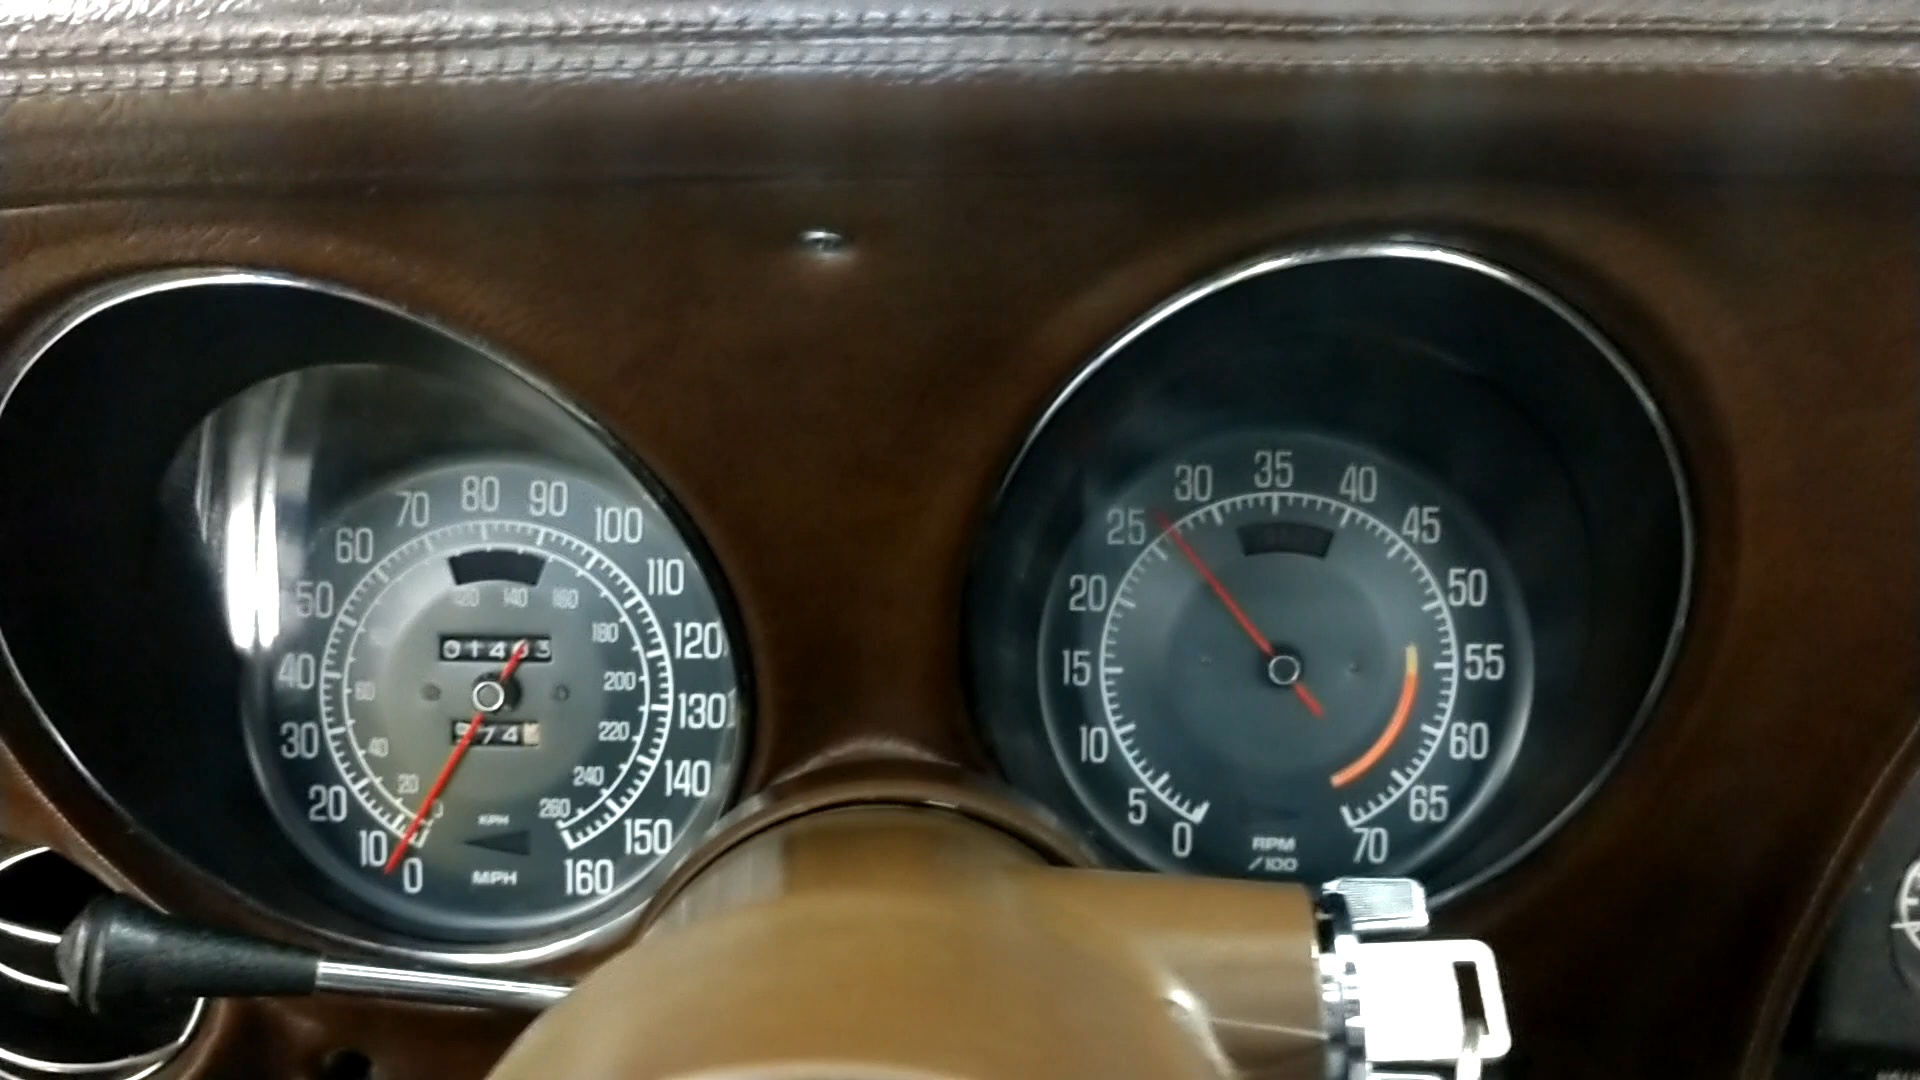 0 10 20 30 40 50 60 70 80 90 100 110 120 130 140 150 160
20 40 60 120 140 160 180 200 220 240 260
01403
KPH
MPH
0 5 10 15 20 25 30 35 40 45 50 55 60 65 70
RPM
/100